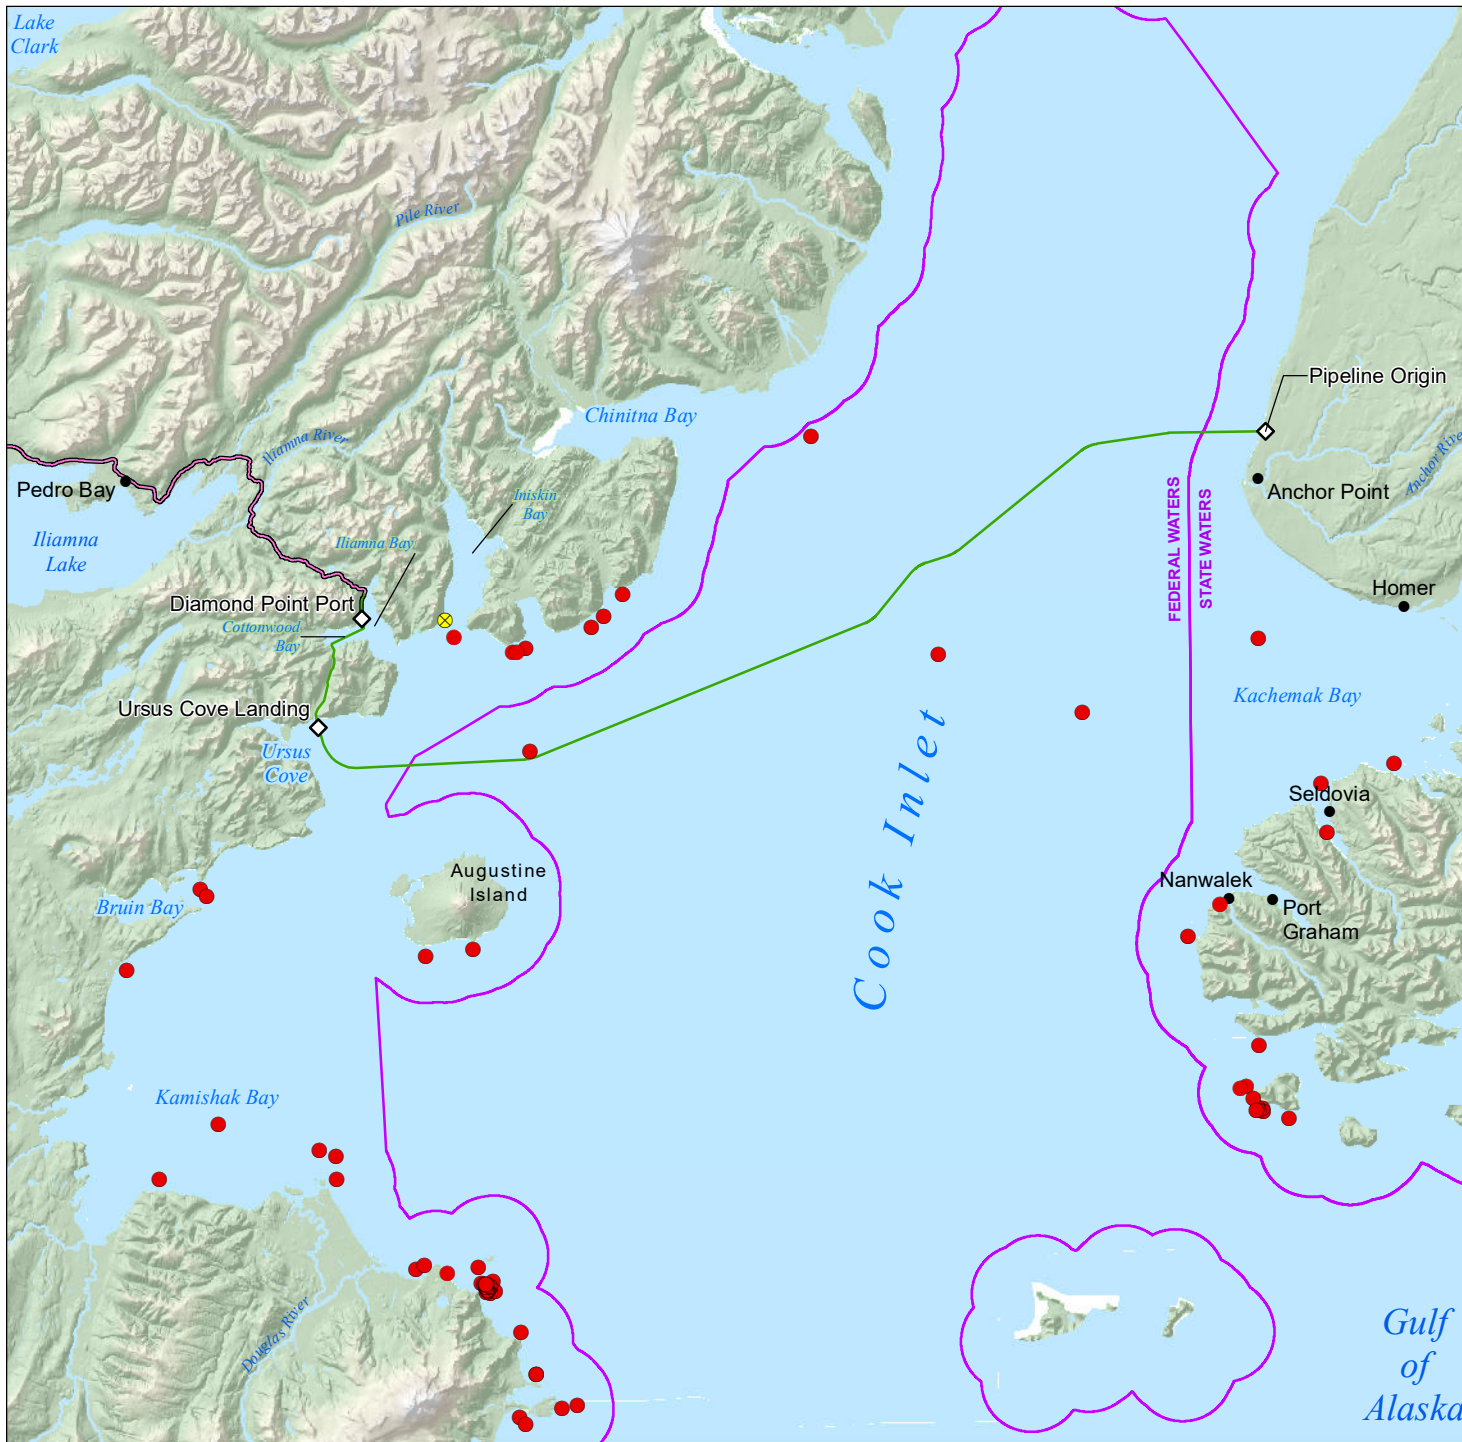 Lake
Clark
Pile River
Pipeline Origin
Chinitna Bay
Iliamna River
Anchor River
Pedro Bay
Iniskin
Bay
Anchor Point
FEDERAL WATERS
STATE WATERS
Iliamna
Lake
Iliamna Bay
Homer
Diamond Point Port
Cottonwood
Bay
Kachemak Bay
Ursus Cove Landing
Ursus
Cove
Cook Inlet
Seldovia
Augustine
Island
Nanwalek
Bruin Bay
Port
Graham
Kamishak Bay
Douglas River
Gulf
of
Alaska